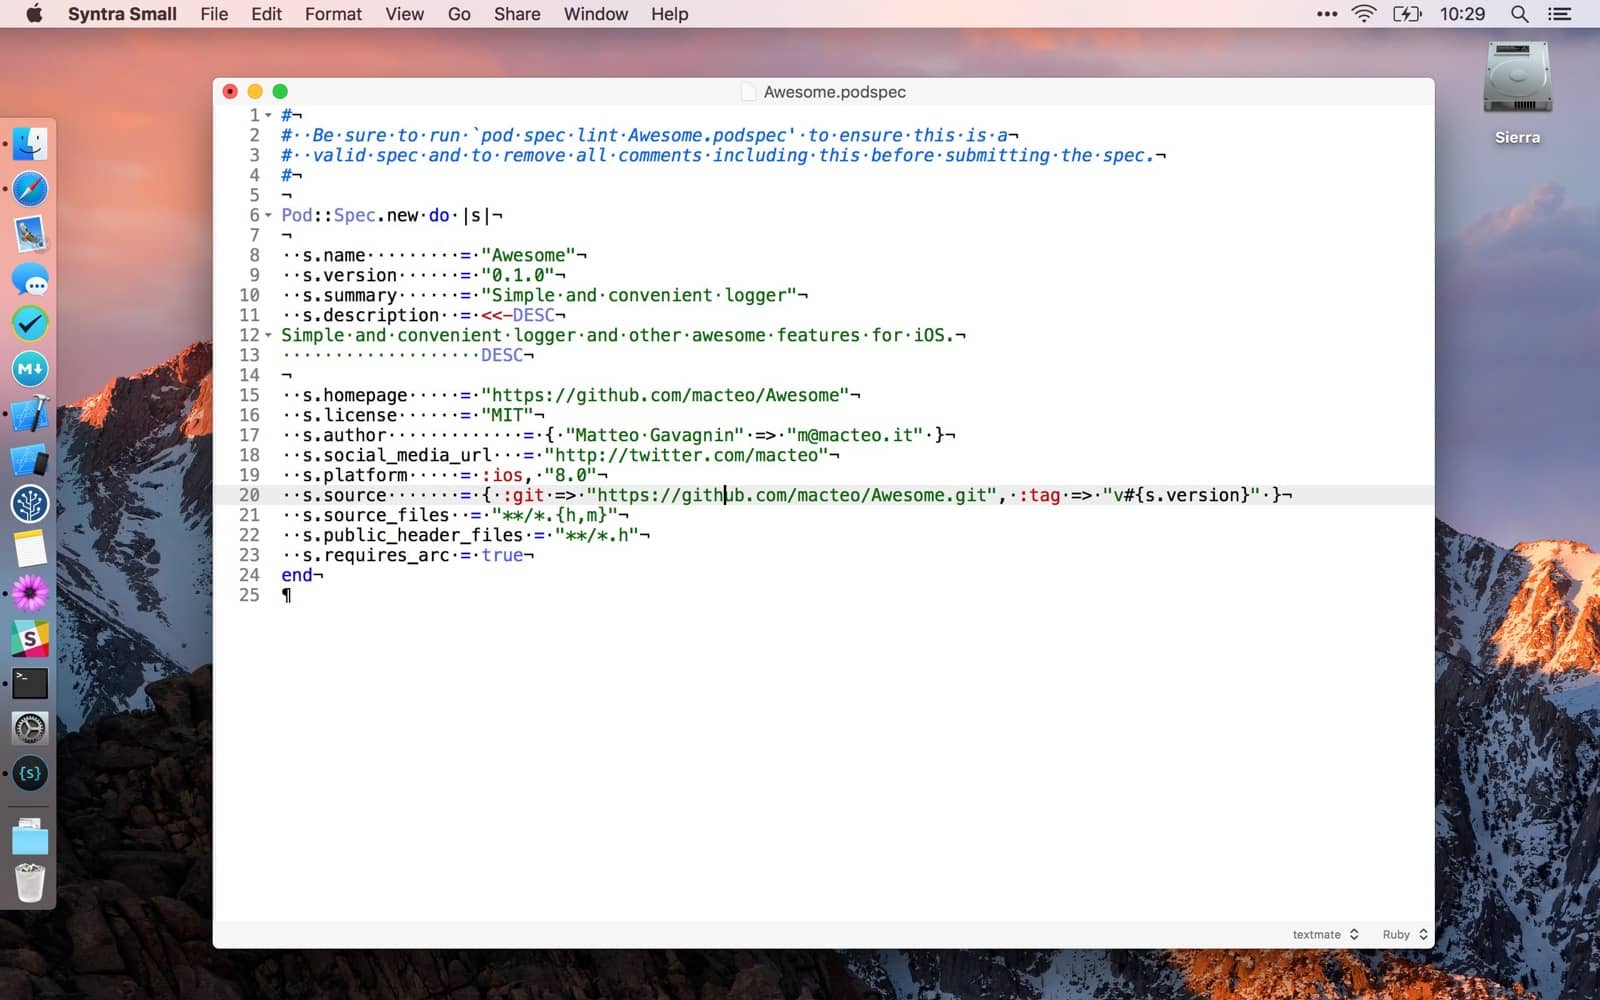 Syntra Small File Edit Format View Go Share Window Help 10:29
Sierra
Awesome.podspec
1 #¬
2 #··Be·sure·to·run·`pod·spec·lint·Awesome.podspec'·to·ensure·this·is·a¬
3 #··valid·spec·and·to·remove·all·comments·including·this·before·submitting·the·spec.¬
4 #¬
5 ¬
6 Pod::Spec.new·do·|s|¬
7 ¬
8 ··s.name·········=·"Awesome"¬
9 ··s.version······=·"0.1.0"¬
10 ··s.summary······=·"Simple·and·convenient·logger"¬
11 ··s.description··=·<<-DESC¬
12 Simple·and·convenient·logger·and·other·awesome·features·for·iOS.¬
13 ···················DESC¬
14 ¬
15 ··s.homepage·····=·"https://github.com/macteo/Awesome"¬
16 ··s.license······=·"MIT"¬
17 ··s.author·············=·{·"Matteo·Gavagnin"·=>·"m@macteo.it"·}¬
18 ··s.social_media_url···=·"http://twitter.com/macteo"¬
19 ··s.platform·····=·:ios,·"8.0"¬
20 ··s.source·······=·{·:git·=>·"https://github.com/macteo/Awesome.git",·:tag·=>·"v#{s.version}"·}¬
21 ··s.source_files··=·"**/*.{h,m}"¬
22 ··s.public_header_files·=·"**/*.h"¬
23 ··s.requires_arc·=·true¬
24 end¬
25 ¶
M↓
S
>_
{s}
textmate Ruby